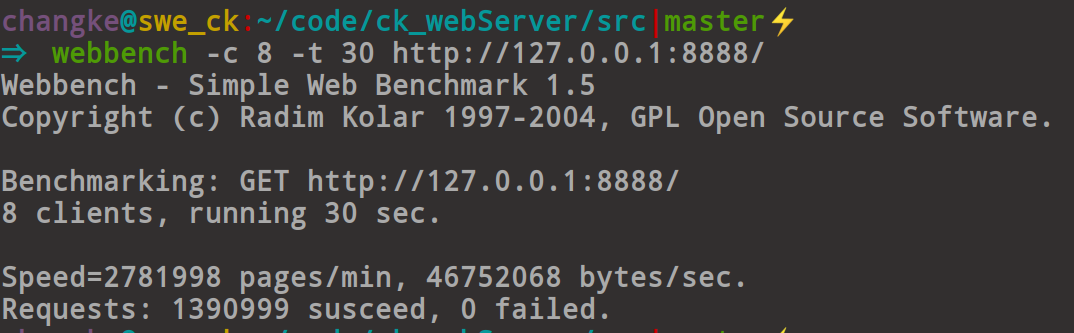 changke@swe_ck:~/code/ck_webServer/src|master⚡
⇒ webbench -c 8 -t 30 http://127.0.0.1:8888/
Webbench - Simple Web Benchmark 1.5
Copyright (c) Radim Kolar 1997-2004, GPL Open Source Software.
Benchmarking: GET http://127.0.0.1:8888/
8 clients, running 30 sec.
Speed=2781998 pages/min, 46752068 bytes/sec.
Requests: 1390999 susceed, 0 failed.